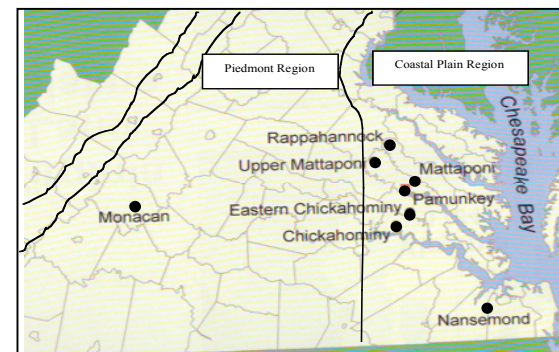 Piedmont Region
Coastal Plain Region
Chesapeake Bay
Rappahannock
Upper Mattaponi
Mattaponi
Pamunkey
Monacan
Eastern Chickahominy
Chickahominy
Nansemond